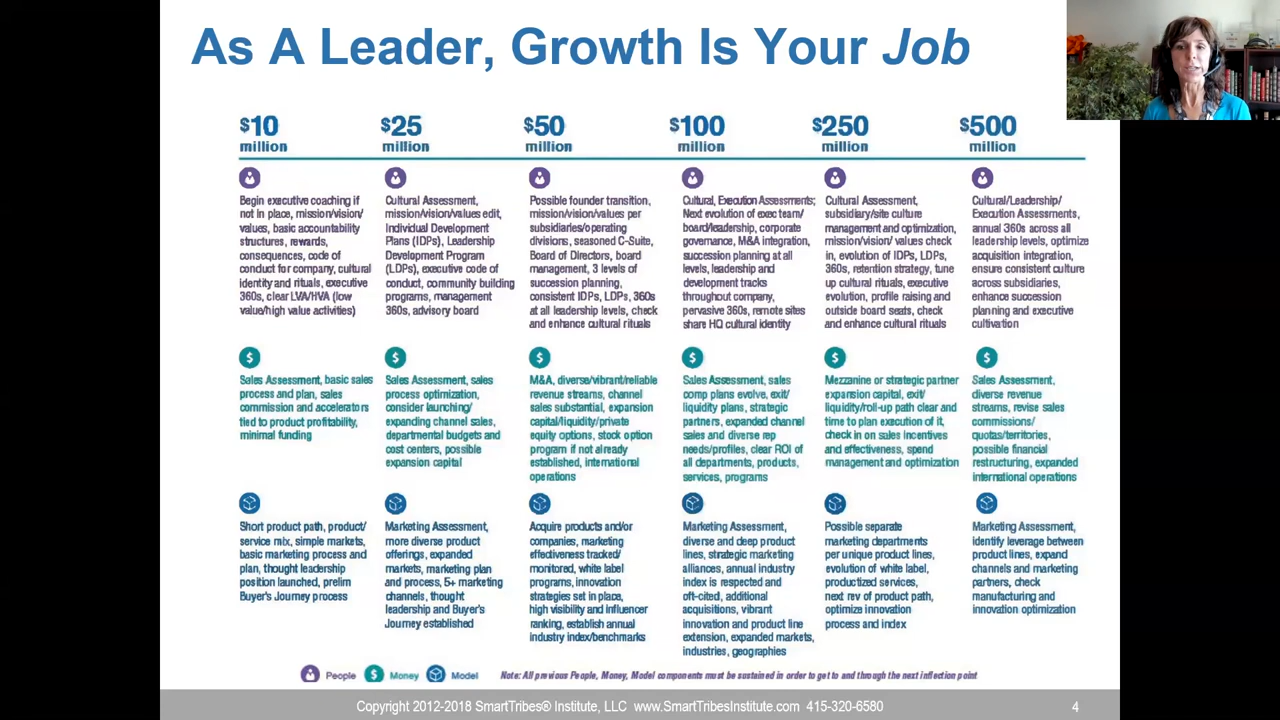 As A Leader, Growth Is Your Job
$10 million
$25 million
$50 million
$100 million
$250 million
$500 million
Begin executive coaching if
not in place, mission/vision/
values, basic accountability
structures, rewards,
consequences, code of
conduct for company, cultural
identity and rituals, executive
360s, clear LVA/HVA (low
value/high value activities)
Cultural Assessment,
mission/vision/values edit,
Individual Development
Plans (IDPs), Leadership
Development Program
(LDPs), executive code of
conduct, community building
programs, management
360s, advisory board
Possible founder transition,
mission/vision/values per
subsidiaries/operating
divisions, seasoned C-Suite,
Board of Directors, board
management, 3 levels of
succession planning,
consistent IDPs, LDPs, 360s
at all leadership levels, check
and enhance cultural rituals
Cultural, Execution Assessments;
Next evolution of exec team/
board/leadership, corporate
governance, M&A integration,
succession planning at all
levels, leadership and
development tracks
throughout company,
pervasive 360s, remote sites
share HQ cultural identity
Cultural Assessment,
subsidiary/site culture
management and optimization,
mission/vision/ values check
in, evolution of IDPs, LDPs,
360s, retention strategy, tune
up cultural rituals, executive
evolution, profile raising and
outside board seats, check
and enhance cultural rituals
Cultural/Leadership/
Execution Assessments,
annual 360s across all
leadership levels, optimize
acquisition integration,
ensure consistent culture
across subsidiaries,
enhance succession
planning and executive
cultivation
Sales Assessment, basic sales
process and plan, sales
commission and accelerators
tied to product profitability,
minimal funding
Sales Assessment, sales
process optimization,
consider launching/
expanding channel sales,
departmental budgets and
cost centers, possible
expansion capital
M&A, diverse/vibrant/reliable
revenue streams, channel
sales substantial, expansion
capital/liquidity/private
equity options, stock option
program if not already
established, international
operations
Sales Assessment, sales
comp plans evolve, exit/
liquidity plans, strategic
partners, expanded channel
sales and diverse rep
needs/profiles, clear ROI of
all departments, products,
services, programs
Mezzanine or strategic partner
expansion capital, exit/
liquidity/roll-up path clear and
time to plan execution of it,
check in on sales incentives
and effectiveness, spend
management and optimization
Sales Assessment,
diverse revenue
streams, revise sales
commissions/
quotas/territories,
possible financial
restructuring, expanded
international operations
Short product path, product/
service mix, simple markets,
basic marketing process and
plan, thought leadership
position launched, prelim
Buyer's Journey process
Marketing Assessment,
more diverse product
offerings, expanded
markets, marketing plan
and process, 5+ marketing
channels, thought
leadership and Buyer's
Journey established
Acquire products and/or
companies, marketing
effectiveness tracked/
monitored, white label
programs, innovation
strategies set in place,
high visibility and influencer
ranking, establish annual
industry index/benchmarks
Marketing Assessment,
diverse and deep product
lines, strategic marketing
alliances, annual industry
index is respected and
oft-cited, additional
acquisitions, vibrant
innovation and product line
extension, expanded markets,
industries, geographies
Possible separate
marketing departments
per unique product lines,
evolution of white label,
productized services,
next rev of product path,
optimize innovation
process and index
Marketing Assessment,
identify leverage between
product lines, expand
channels and marketing
partners, check
manufacturing and
innovation optimization
People Money Model
Note: All previous People, Money, Model components must be sustained in order to get to and through the next inflection point
Copyright 2012-2018 SmartTribes® Institute, LLC www.SmartTribesInstitute.com 415-320-6580
4